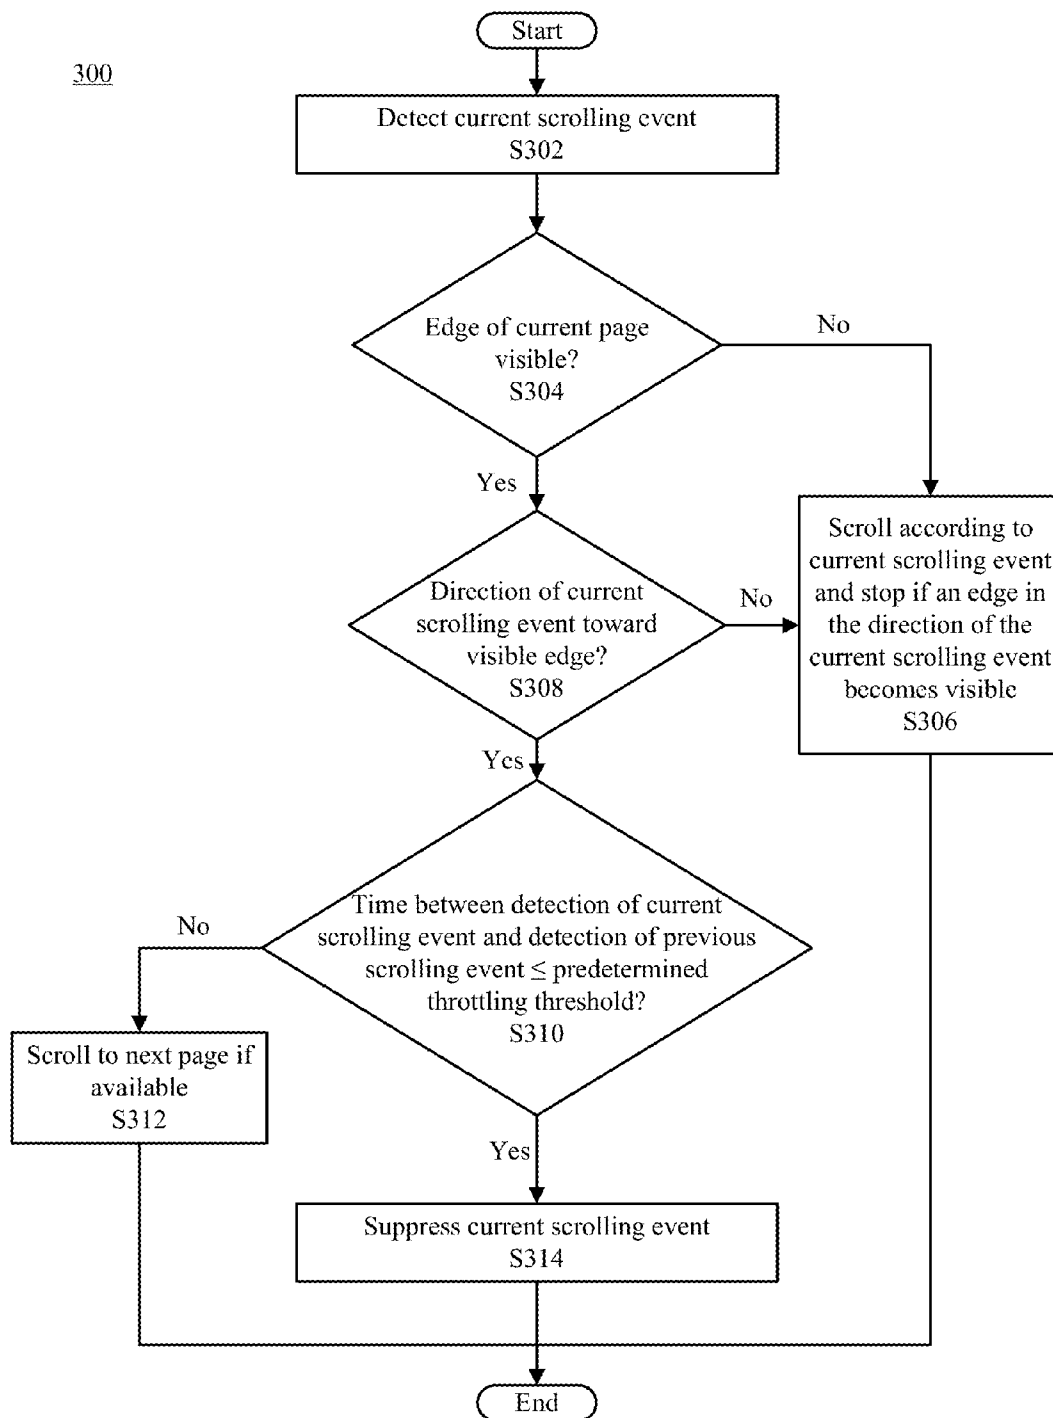 Start
300
Detect current scrolling event
S302
Edge of current page
visible?
S304
No
Yes
Scroll according to
current scrolling event
and stop if an edge in
the direction of the
current scrolling event
becomes visible
S306
Direction of current
scrolling event toward
visible edge?
S308
No
Yes
Time between detection of current
scrolling event and detection of previous
scrolling event ≤ predetermined
throttling threshold?
S310
No
Scroll to next page if
available
S312
Yes
Suppress current scrolling event
S314
End